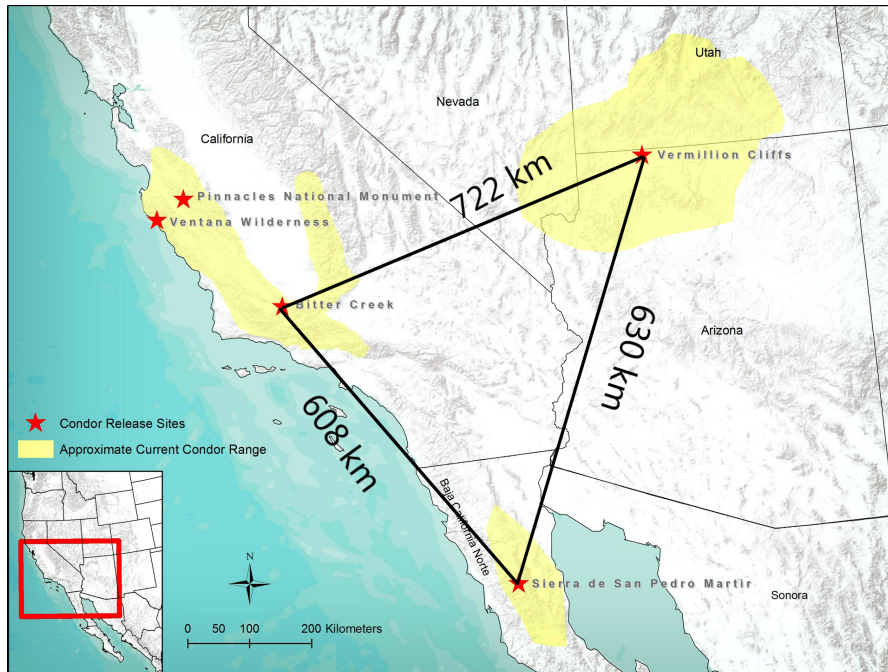 Utah
Nevada
California
Vermillion Cliffs
722 km
Pinnacles National Monument
Ventana Wilderness
Bitter Creek
630 km
Arizona
608 km
Condor Release Sites
Approximate Current Condor Range
Baja California Norte
N
Sierra de San Pedro Martir
Sonora
0 50 100 200 Kilometers